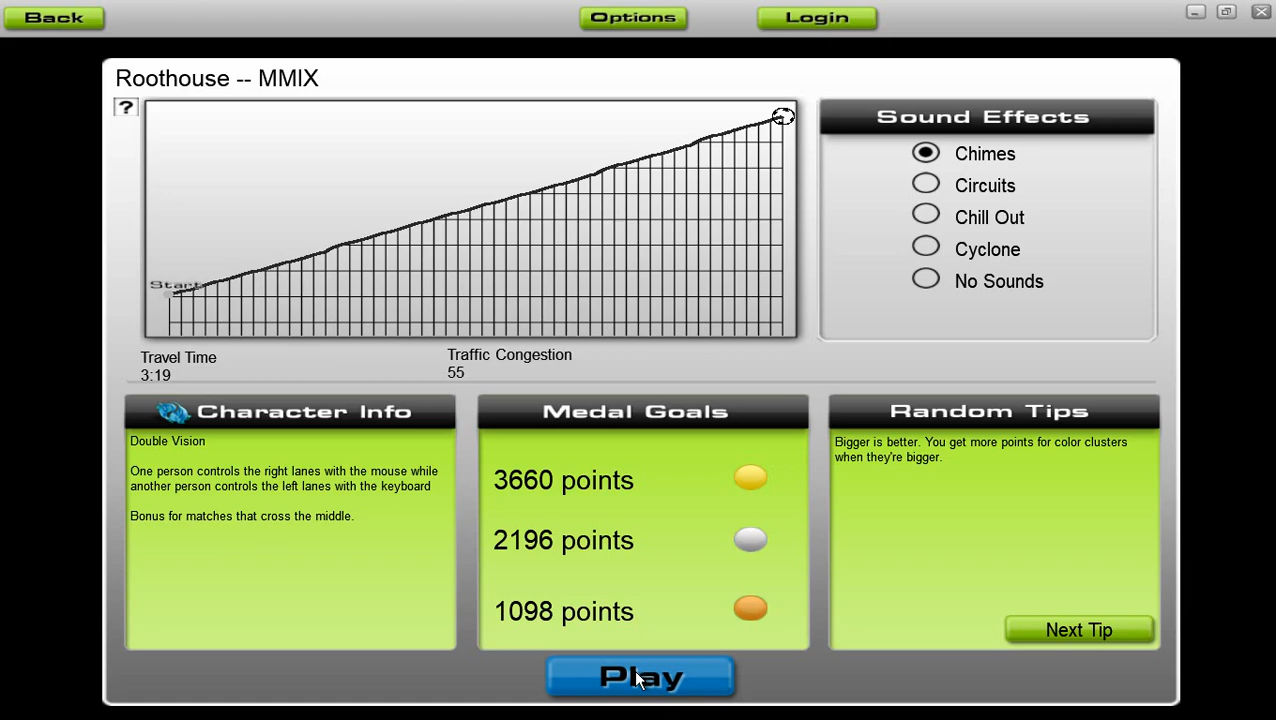 Back
Options
Login
Roothouse -- MMIX
?
Start
Travel Time
3:19
Traffic Congestion
55
Sound Effects
Chimes
Circuits
Chill Out
Cyclone
No Sounds
Character Info
Double Vision
One person controls the right lanes with the mouse while
another person controls the left lanes with the keyboard
Bonus for matches that cross the middle.
Medal Goals
3660 points
2196 points
1098 points
Random Tips
Bigger is better. You get more points for color clusters
when they're bigger.
Next Tip
Play